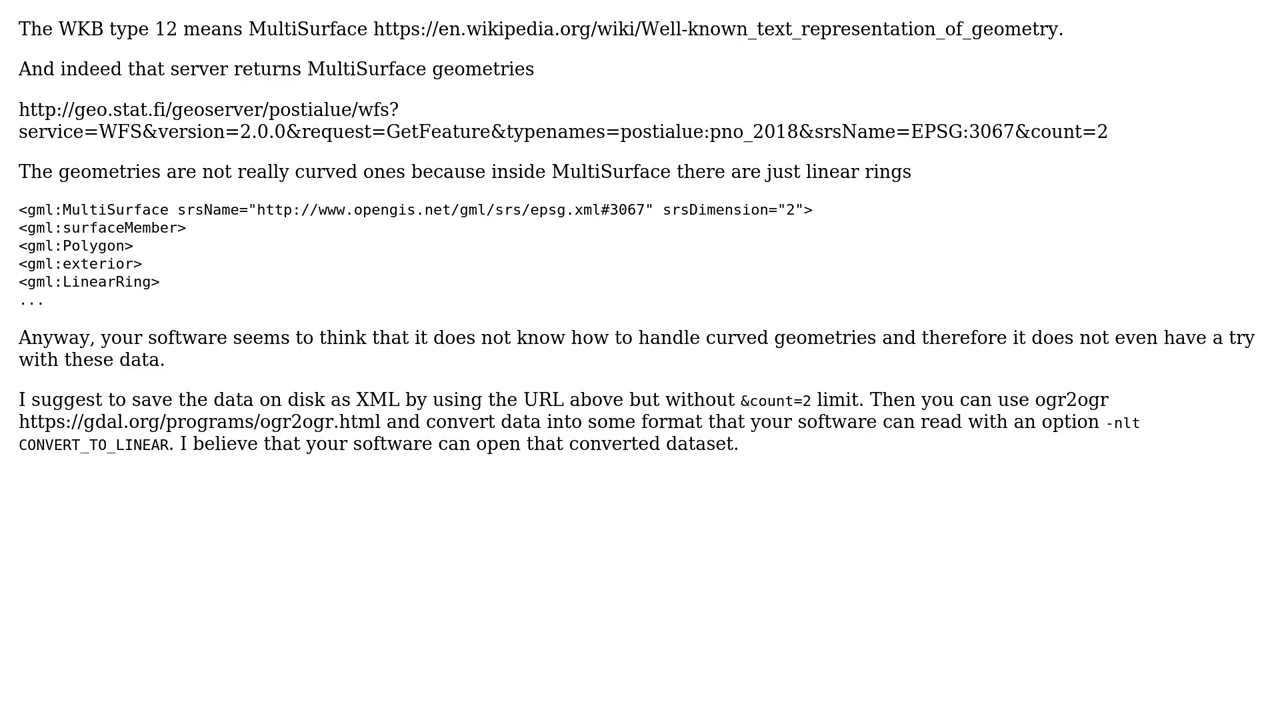 The WKB type 12 means MultiSurface https://en.wikipedia.org/wiki/Well-known_text_representation_of_geometry.
And indeed that server returns MultiSurface geometries
http://geo.stat.fi/geoserver/postialue/wfs?
service=WFS&version=2.0.0&request=GetFeature&typenames=postialue:pno_2018&srsName=EPSG:3067&count=2
The geometries are not really curved ones because inside MultiSurface there are just linear rings
<gml:MultiSurface srsName="http://www.opengis.net/gml/srs/epsg.xml#3067" srsDimension="2">
<gml:surfaceMember>
<gml:Polygon>
<gml:exterior>
<gml:LinearRing>
...
Anyway, your software seems to think that it does not know how to handle curved geometries and therefore it does not even have a try
with these data.
I suggest to save the data on disk as XML by using the URL above but without &count=2 limit. Then you can use ogr2ogr
https://gdal.org/programs/ogr2ogr.html and convert data into some format that your software can read with an option -nlt
CONVERT_TO_LINEAR. I believe that your software can open that converted dataset.